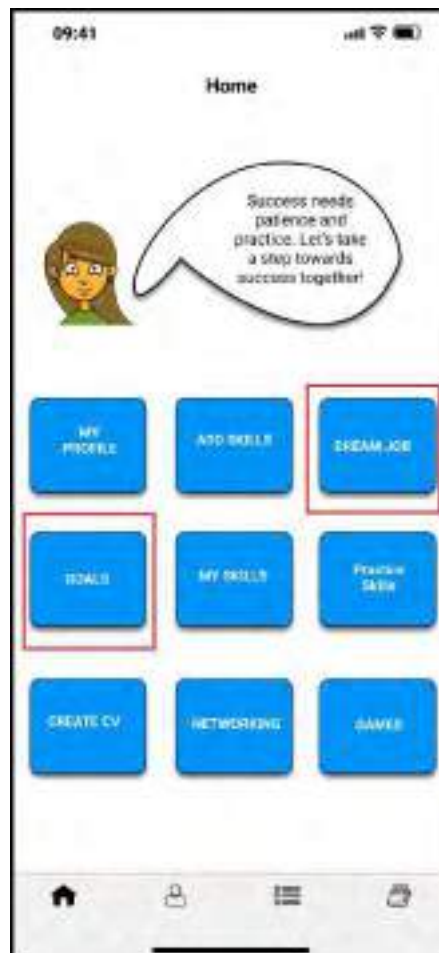 09:41
Home
Success needs
patience and
practice. Let's take
a step towards
success together!
MY
PROFILE
ADD SKILLS
DREAM JOB
GOALS
MY SKILLS
Practice
Skills
CREATE CV
NETWORKING
GAMES